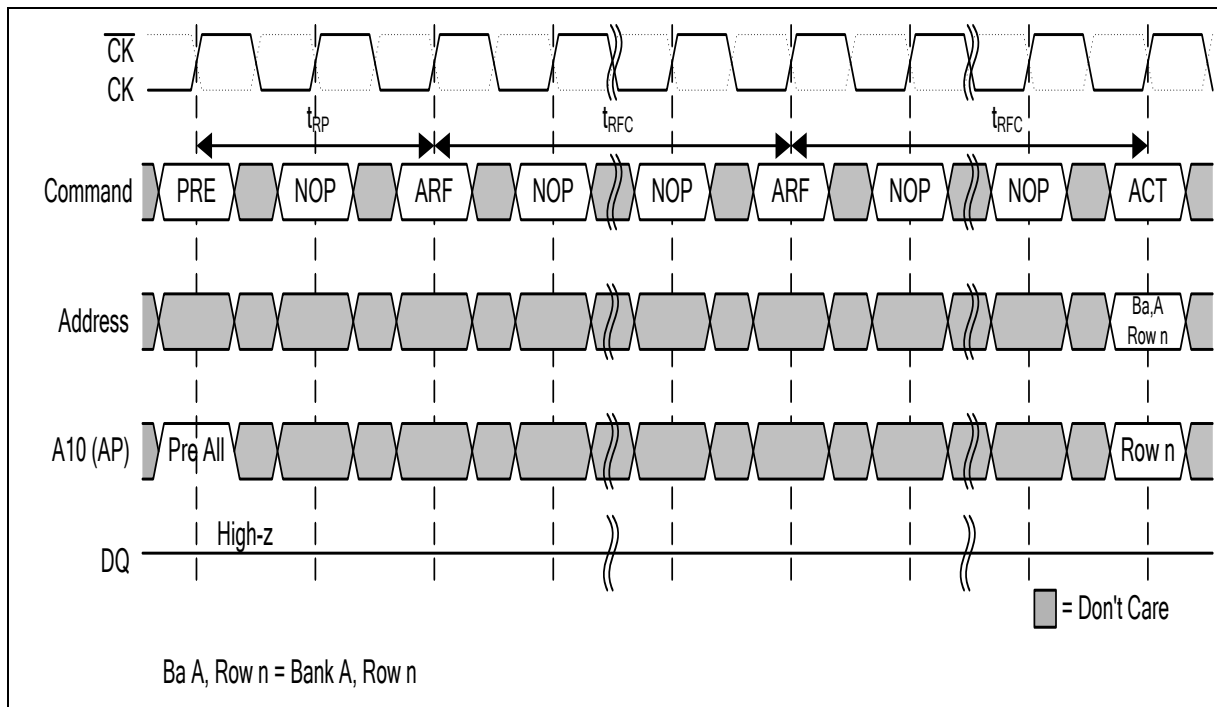 CK
CK
tRP tRFC tRFC
Command PRE NOP ARF NOP NOP ARF NOP NOP ACT
Address Ba,A
Row n
A10 (AP) Pre All Row n
High-z
DQ
= Don't Care
Ba A, Row n = Bank A, Row n